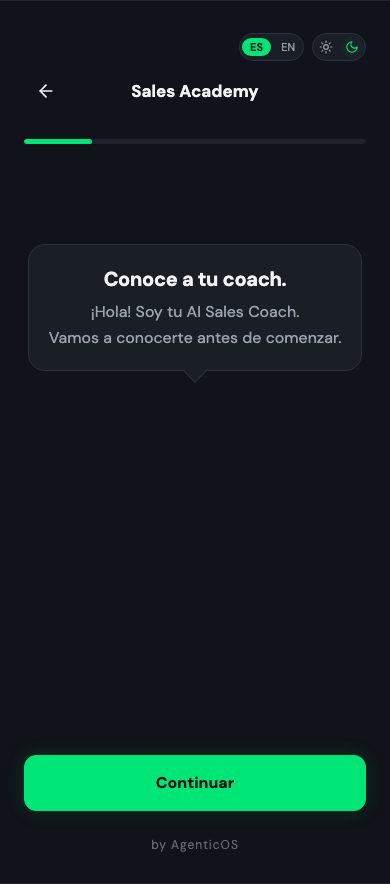 ES EN
Sales Academy
Conoce a tu coach.
¡Hola! Soy tu AI Sales Coach.
Vamos a conocerte antes de comenzar.
Continuar
by AgenticOS